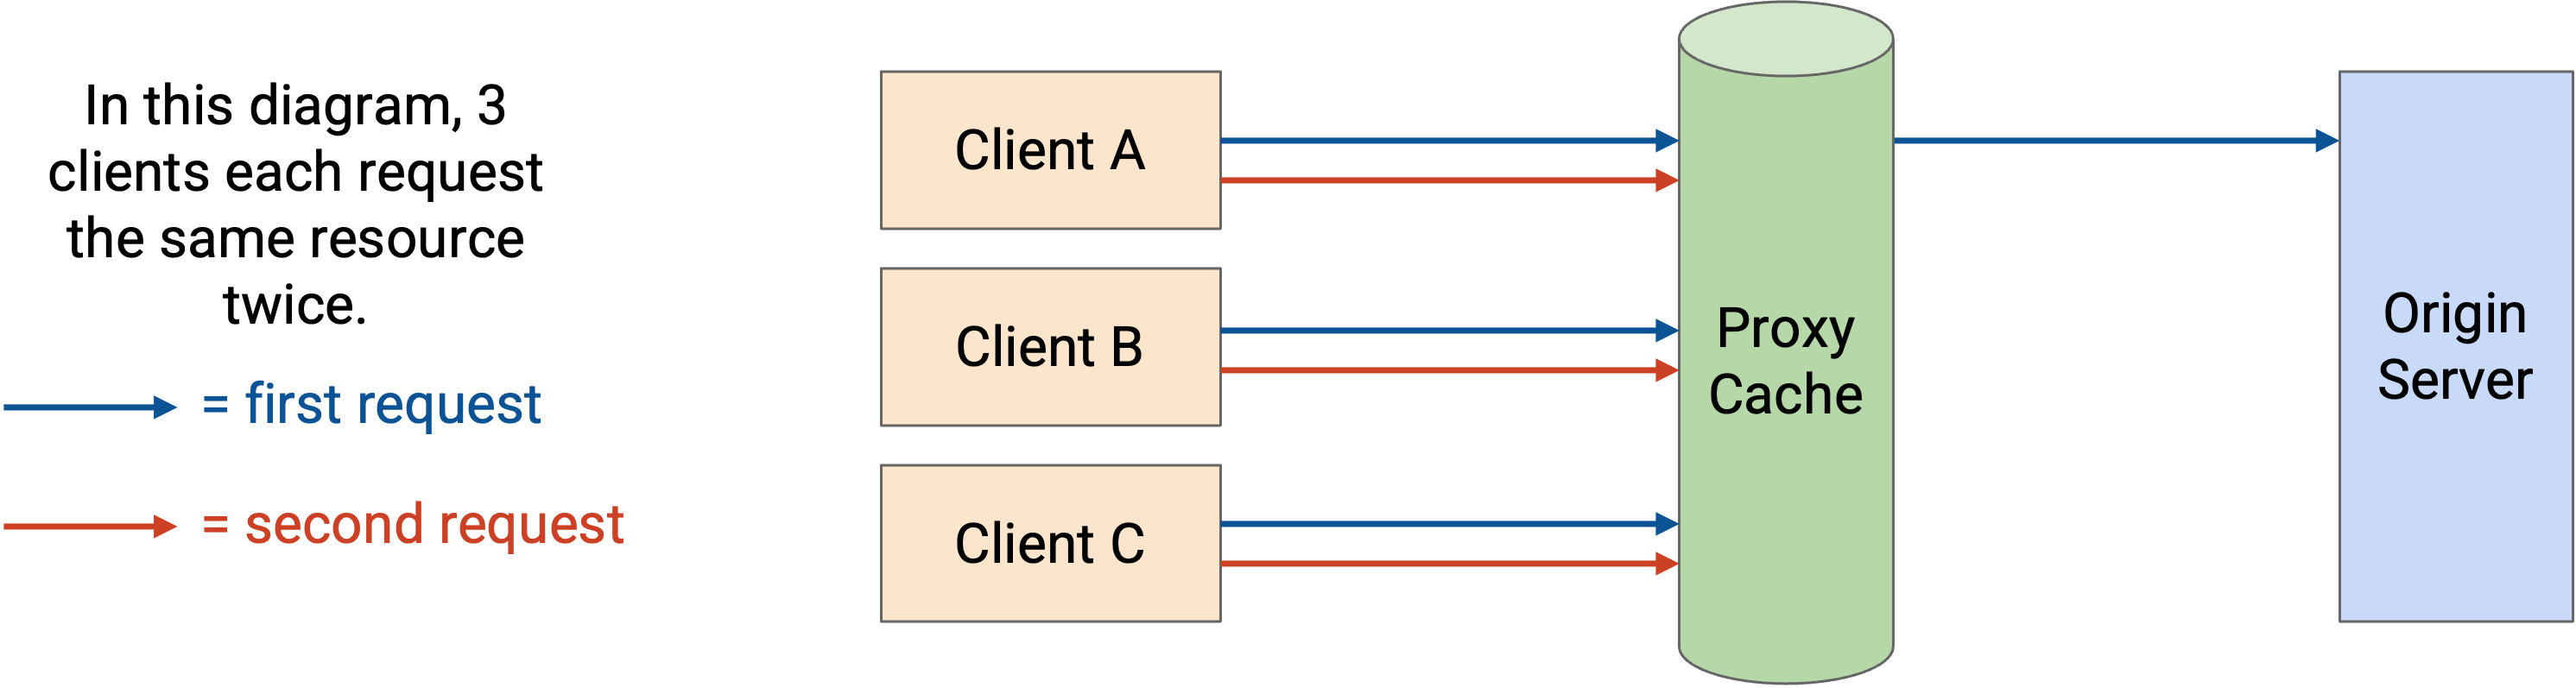 In this diagram, 3
clients each request
the same resource
twice.
= first request
= second request
Client A
Client B
Client C
Proxy
Cache
Origin
Server